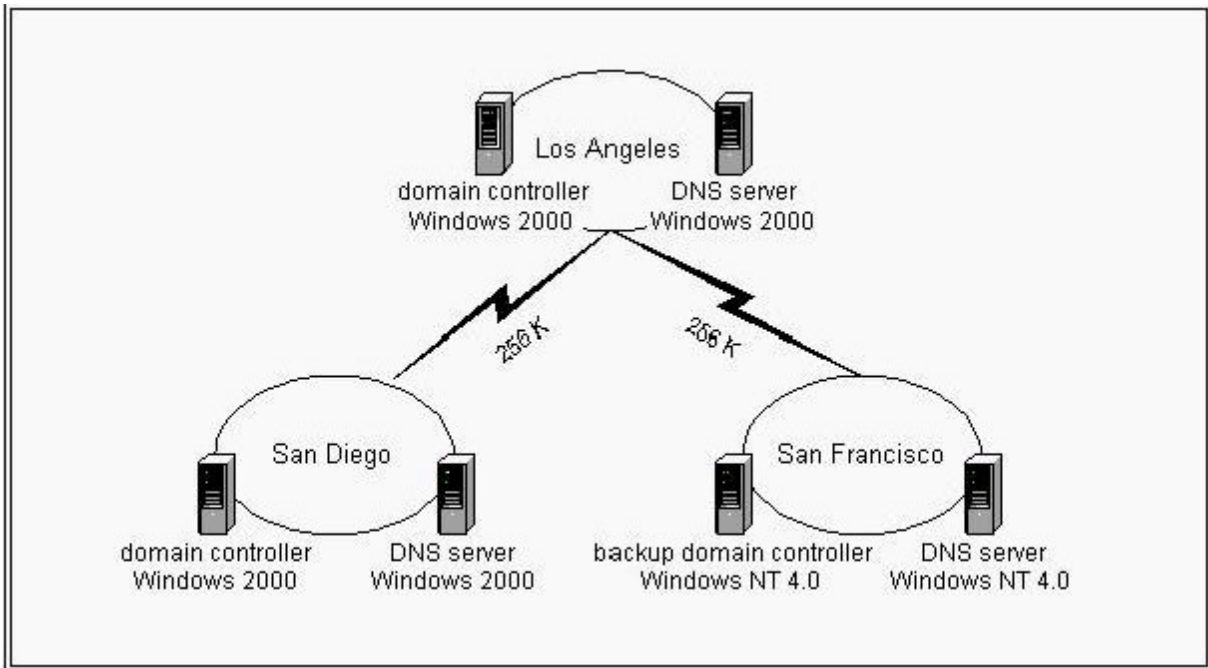 Los Angeles
domain controller
Windows 2000
DNS server
Windows 2000
256 K
256 K
San Diego
San Francisco
domain controller
Windows 2000
DNS server
Windows 2000
backup domain controller
Windows NT 4.0
DNS server
Windows NT 4.0